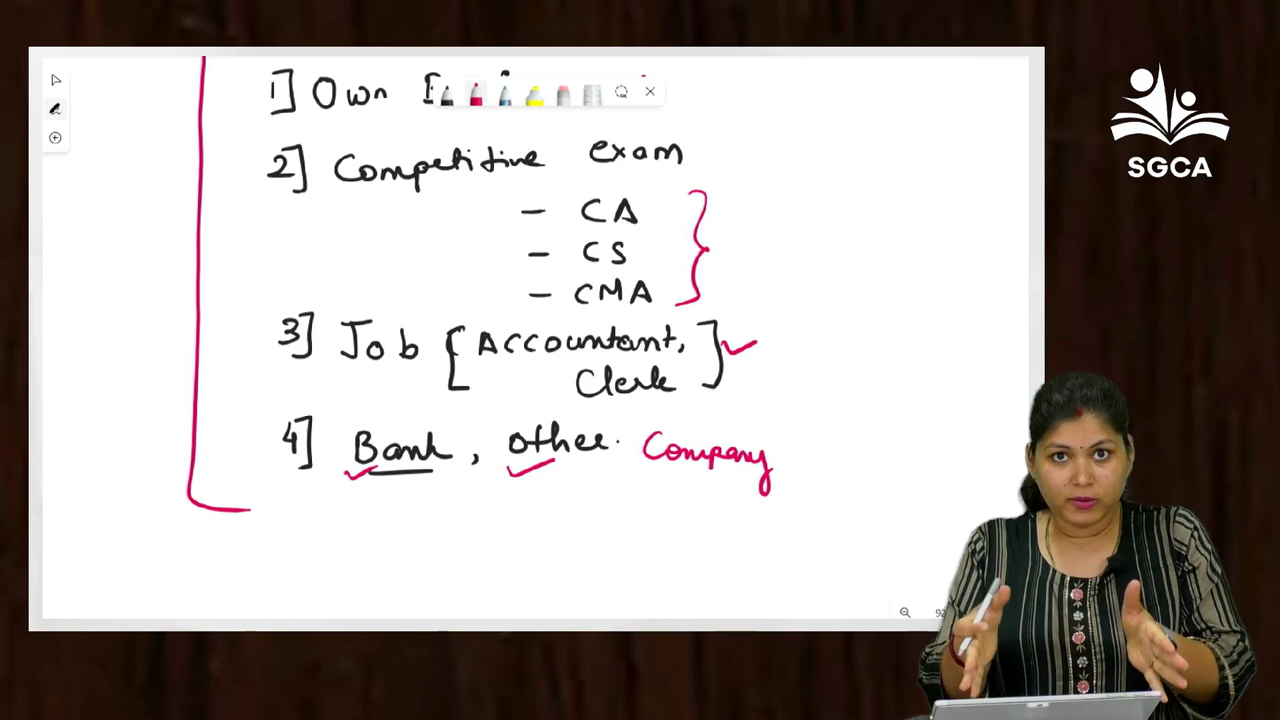 1] Own
2] Competitive exam
- CA
- CS
- CMA
3] Job [Accountant,
Clerk]
4] Bank, other. Company
SGCA